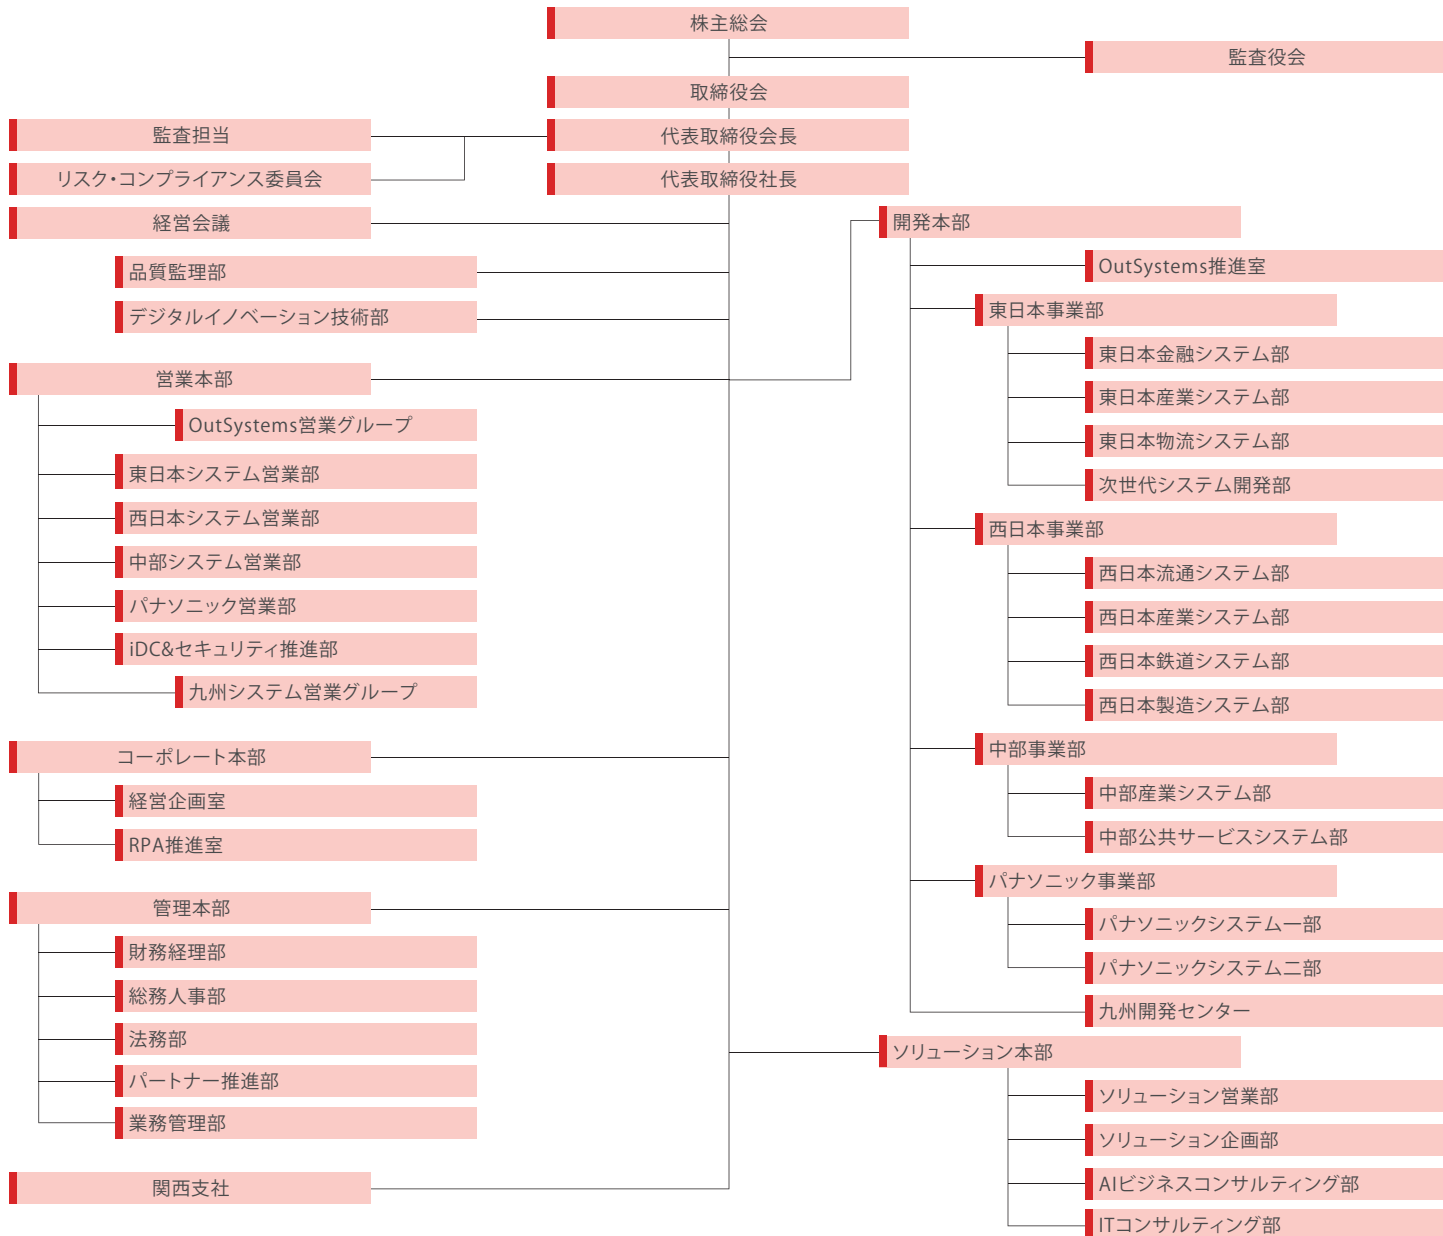 株主総会
監査役会
取締役会
監査担当
代表取締役会長
リスク・コンプライアンス委員会
代表取締役社長
経営会議
品質監理部
デジタルイノベーション技術部
営業本部
OutSystems営業グループ
東日本システム営業部
西日本システム営業部
中部システム営業部
パナソニック営業部
iDC&セキュリティ推進部
九州システム営業グループ
コーポレート本部
経営企画室
RPA推進室
管理本部
財務経理部
総務人事部
法務部
パートナー推進部
業務管理部
関西支社
開発本部
OutSystems推進室
東日本事業部
東日本金融システム部
東日本産業システム部
東日本物流システム部
次世代システム開発部
西日本事業部
西日本流通システム部
西日本産業システム部
西日本鉄道システム部
西日本製造システム部
中部事業部
中部産業システム部
中部公共サービスシステム部
パナソニック事業部
パナソニックシステム一部
パナソニックシステム二部
九州開発センター
ソリューション本部
ソリューション営業部
ソリューション企画部
AIビジネスコンサルティング部
ITコンサルティング部